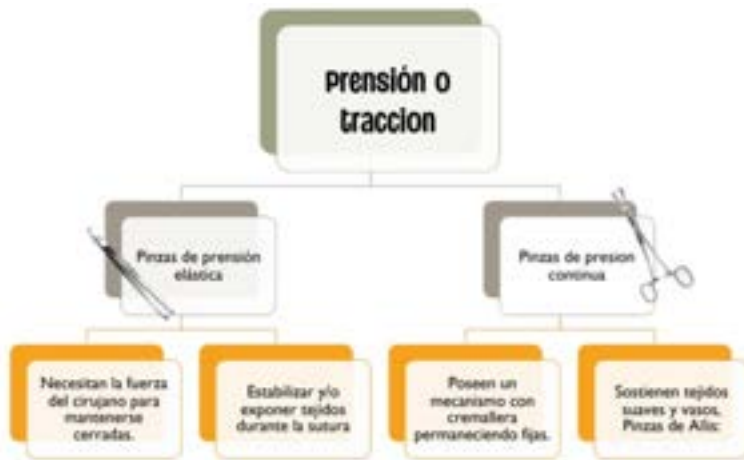 Prensión o
traccion
Pinzas de prensión
elástica
Pinzas de presion
continua
Necesitan la fuerza
del cirujano para
mantenerse
cerradas.
Estabilizar y/o
exponer tejidos
durante la sutura
Poseen un
mecanismo con
cremallera
permaneciendo fijas.
Sostienen tejidos
suaves y vasos,
Pinzas de Allis: